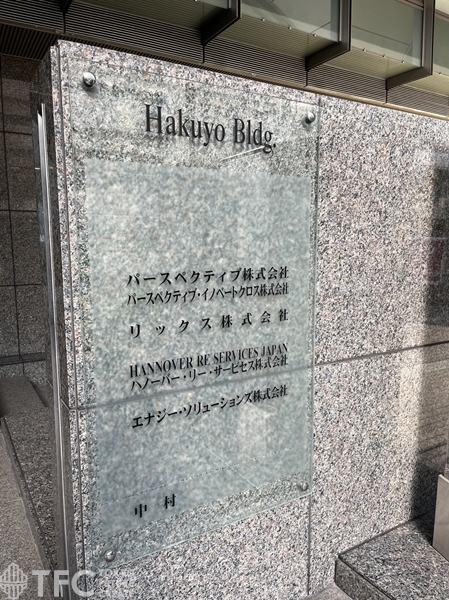 Hakuyo Bldg.
パースペクティブ株式会社
パースペクティブ・イノベートクロス株式会社
リックス株式会社
HANNOVER RE SERVICES JAPAN
ハノーバー・リー・サービセス株式会社
エナジー・ソリューションズ株式会社
中村
TFC